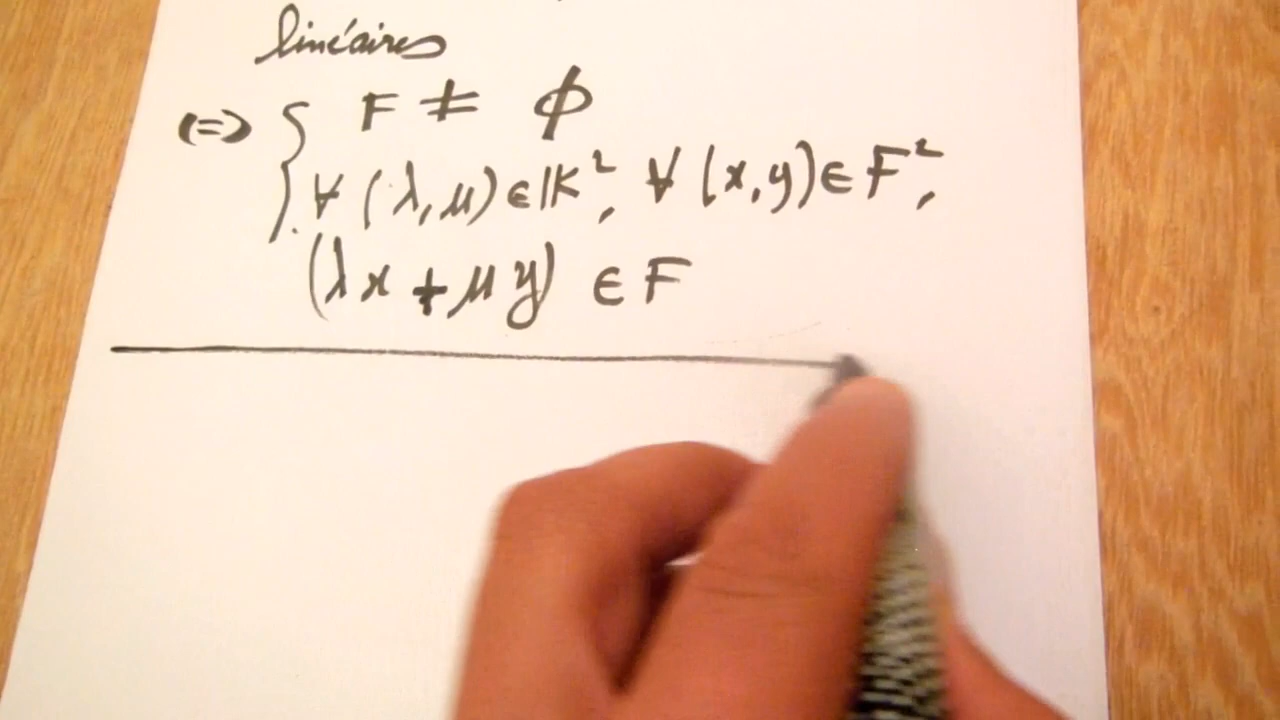 linéaires
(=> { F ≠ ϕ
∀ (λ, μ) ∈ K², ∀ (x, y) ∈ F²,
(λx + μy) ∈ F